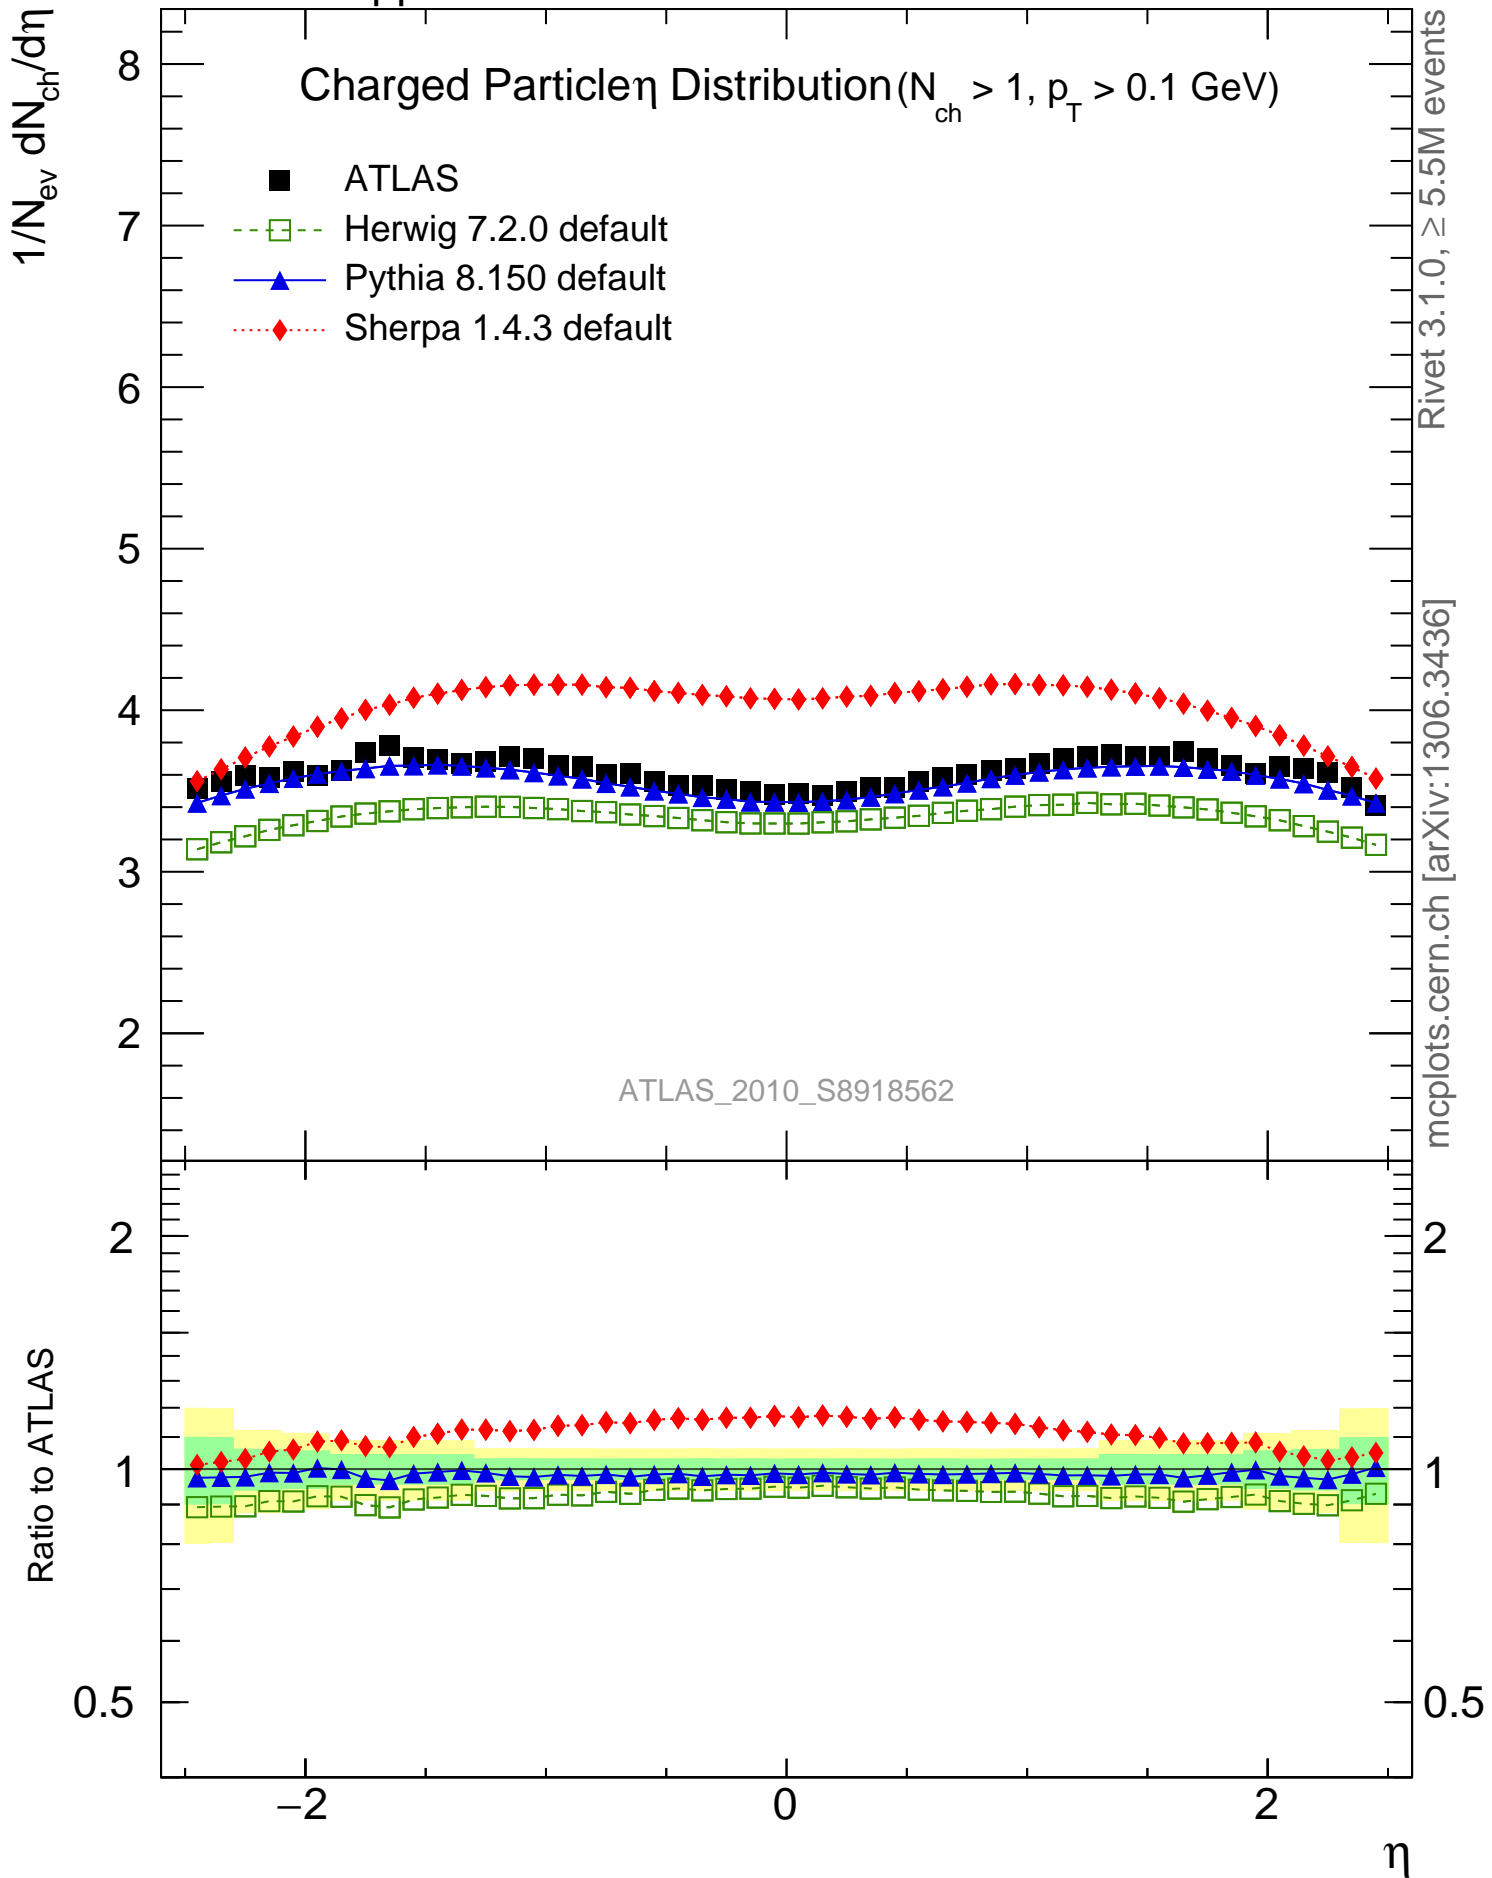 pp
1/N_ev dN_ch/dη
Charged Particleη Distribution(N_ch > 1, p_T > 0.1 GeV)
ATLAS
Herwig 7.2.0 default
Pythia 8.150 default
Sherpa 1.4.3 default
8
7
6
5
4
3
2
ATLAS_2010_S8918562
Rivet 3.1.0, ≥ 5.5M events
mcplots.cern.ch [arXiv:1306.3436]
Ratio to ATLAS
2
1
0.5
2
1
0.5
−2
0
2
η